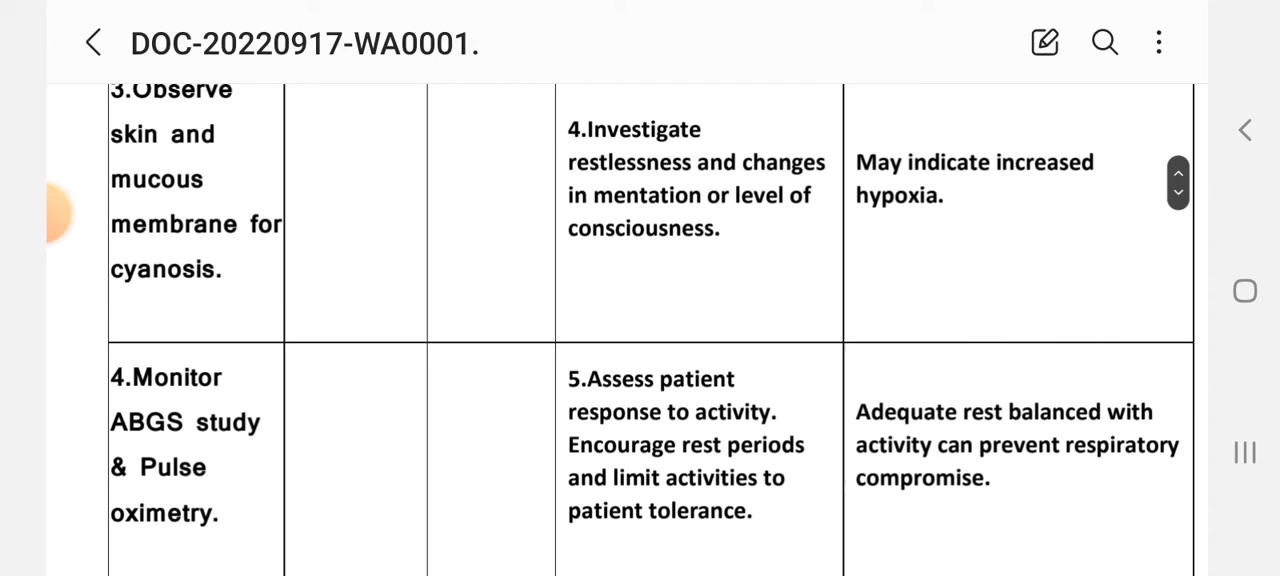 DOC-20220917-WA0001.
3.Observe
skin and
mucous
membrane for
cyanosis.
4.Investigate
restlessness and changes
in mentation or level of
consciousness.
May indicate increased
hypoxia.
4.Monitor
ABGS study
& Pulse
oximetry.
5.Assess patient
response to activity.
Encourage rest periods
and limit activities to
patient tolerance.
Adequate rest balanced with
activity can prevent respiratory
compromise.